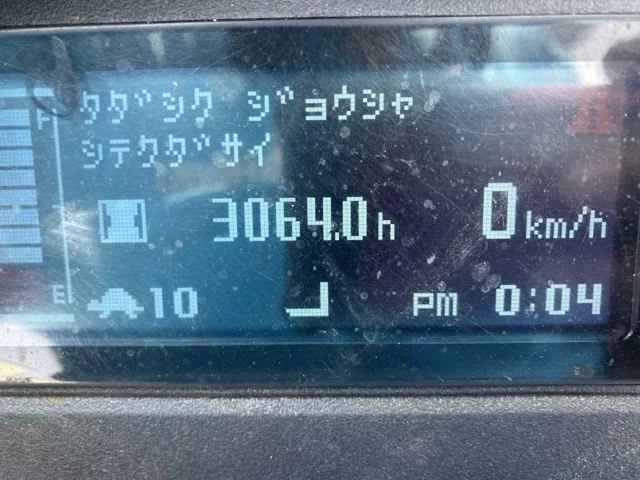 タダシク ジョウシャ
シテクダサイ
F
3064.0h
0km/h
E
10
pm 0:04